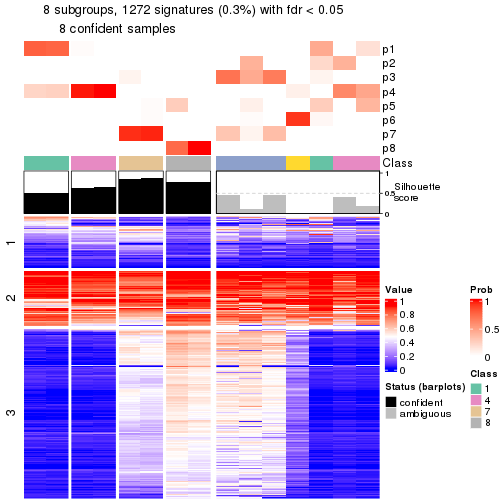 8 subgroups, 1272 signatures (0.3%) with fdr < 0.05
8 confident samples
p1
p2
p3
p4
p5
p6
p7
p8
Class
1
0.5
0
Silhouette
score
1
2
3
Value
1
0.8
0.6
0.4
0.2
0
Status (barplots)
confident
ambiguous
Prob
1
0.5
0
Class
1
4
7
8